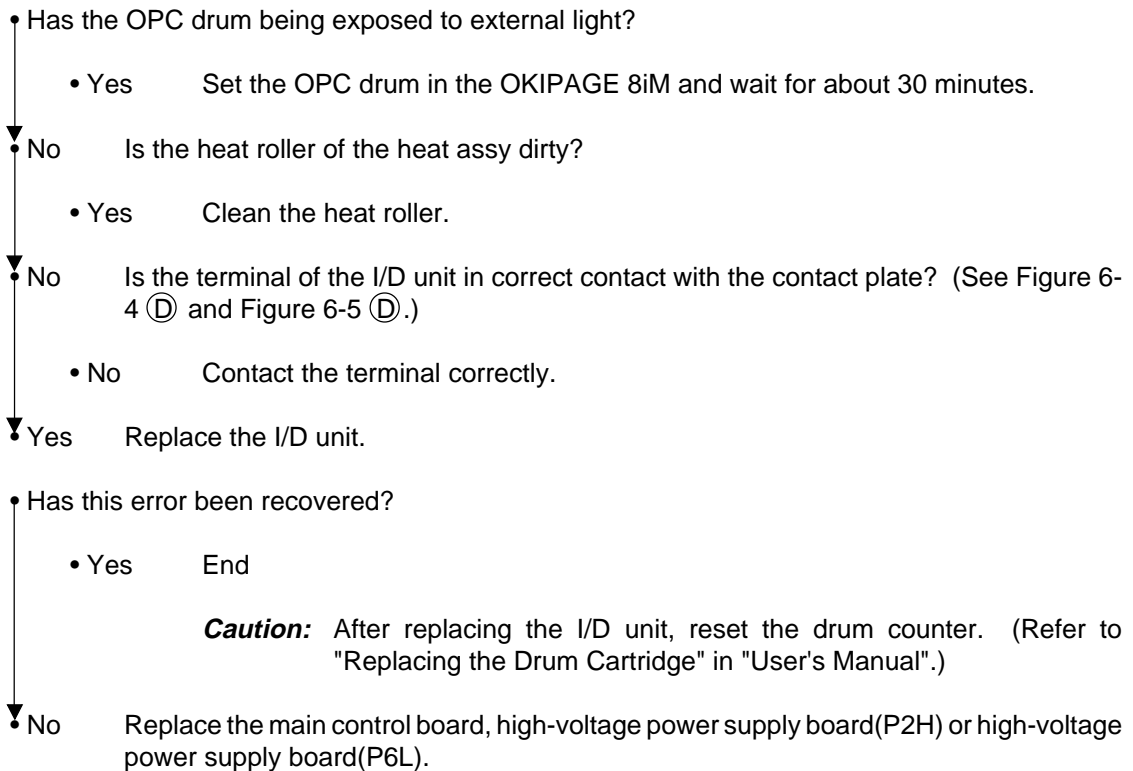 • Has the OPC drum being exposed to external light?
• Yes Set the OPC drum in the OKIPAGE 8iM and wait for about 30 minutes.
• No Is the heat roller of the heat assy dirty?
• Yes Clean the heat roller.
• No Is the terminal of the I/D unit in correct contact with the contact plate? (See Figure 6-
4 Ⓓ and Figure 6-5 Ⓓ.)
• No Contact the terminal correctly.
• Yes Replace the I/D unit.
• Has this error been recovered?
• Yes End
Caution: After replacing the I/D unit, reset the drum counter. (Refer to
"Replacing the Drum Cartridge" in "User's Manual".)
• No Replace the main control board, high-voltage power supply board(P2H) or high-voltage
power supply board(P6L).